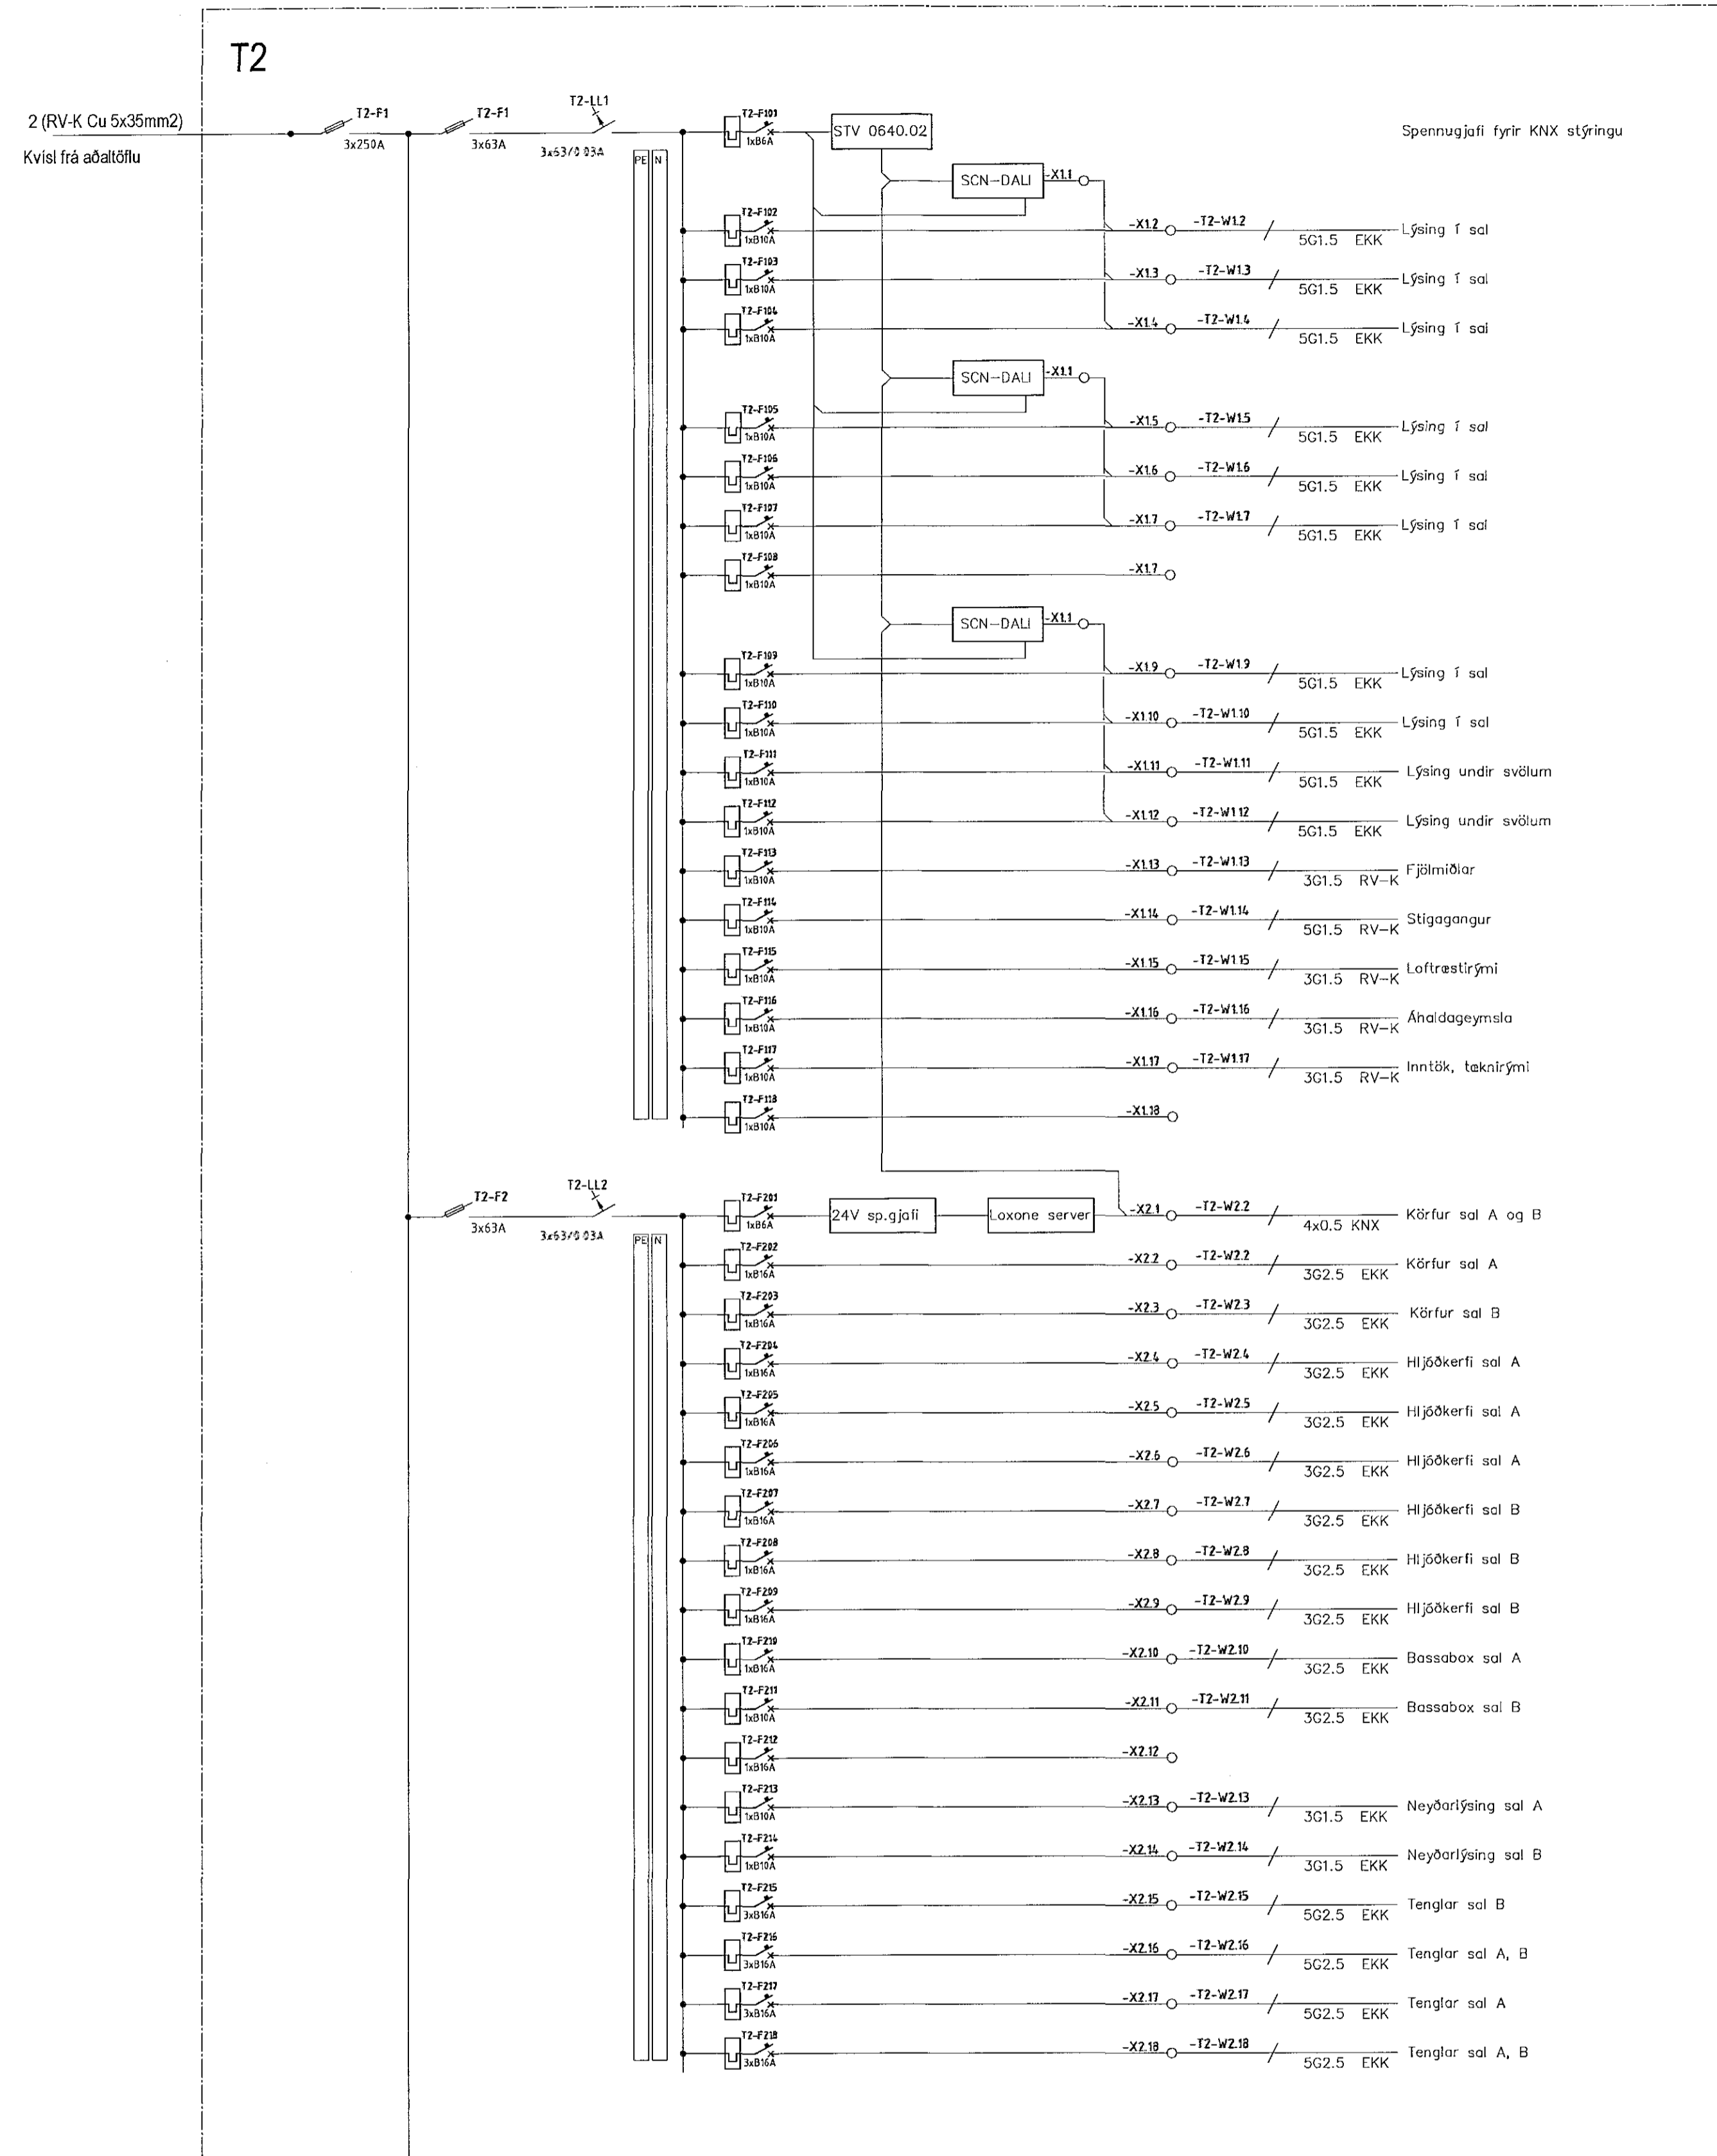 T2
2 (RV-K Cu 5x35mm2)
Kvísl frá aðaltöflu
T2-F1
3x250A
T2-F1
3x63A
T2-LL1
3x63/0.03A
PE N
T2-F101
1xB6A
STV 0640.02
Spennugjafi fyrir KNX stýringu
SCN-DALI -X1.1
T2-F102
1xB10A
-X1.2 -T2-W1.2 5G1.5 EKK Lýsing í sal
T2-F103
1xB10A
-X1.3 -T2-W1.3 5G1.5 EKK Lýsing í sal
T2-F104
1xB10A
-X1.4 -T2-W1.4 5G1.5 EKK Lýsing í sal
SCN-DALI -X1.1
T2-F105
1xB10A
-X1.5 -T2-W1.5 5G1.5 EKK Lýsing í sal
T2-F106
1xB10A
-X1.6 -T2-W1.6 5G1.5 EKK Lýsing í sal
T2-F107
1xB10A
-X1.7 -T2-W1.7 5G1.5 EKK Lýsing í sal
T2-F108
1xB10A
-X1.7
SCN-DALI -X1.1
T2-F109
1xB10A
-X1.9 -T2-W1.9 5G1.5 EKK Lýsing í sal
T2-F110
1xB10A
-X1.10 -T2-W1.10 5G1.5 EKK Lýsing í sal
T2-F111
1xB10A
-X1.11 -T2-W1.11 5G1.5 EKK Lýsing undir svölum
T2-F112
1xB10A
-X1.12 -T2-W1.12 5G1.5 EKK Lýsing undir svölum
T2-F113
1xB10A
-X1.13 -T2-W1.13 3G1.5 RV-K Fjölmiðlar
T2-F114
1xB10A
-X1.14 -T2-W1.14 5G1.5 RV-K Stigagangur
T2-F115
1xB10A
-X1.15 -T2-W1.15 3G1.5 RV-K Loftræstirými
T2-F116
1xB10A
-X1.16 -T2-W1.16 3G1.5 RV-K Áhaldageymsla
T2-F117
1xB10A
-X1.17 -T2-W1.17 3G1.5 RV-K Inntök, tæknirými
T2-F118
1xB10A
-X1.18
T2-F2
3x63A
T2-LL2
3x63/0.03A
PE N
T2-F201
1xB6A
24V sp.gjafi Loxone server -X2.1 -T2-W2.2 4x0.5 KNX Körfur sal A og B
T2-F202
1xB16A
-X2.2 -T2-W2.2 3G2.5 EKK Körfur sal A
T2-F203
1xB16A
-X2.3 -T2-W2.3 3G2.5 EKK Körfur sal B
T2-F204
1xB16A
-X2.4 -T2-W2.4 3G2.5 EKK Hljóðkerfi sal A
T2-F205
1xB16A
-X2.5 -T2-W2.5 3G2.5 EKK Hljóðkerfi sal A
T2-F206
1xB16A
-X2.6 -T2-W2.6 3G2.5 EKK Hljóðkerfi sal A
T2-F207
1xB16A
-X2.7 -T2-W2.7 3G2.5 EKK Hljóðkerfi sal B
T2-F208
1xB16A
-X2.8 -T2-W2.8 3G2.5 EKK Hljóðkerfi sal B
T2-F209
1xB16A
-X2.9 -T2-W2.9 3G2.5 EKK Hljóðkerfi sal B
T2-F210
1xB16A
-X2.10 -T2-W2.10 3G2.5 EKK Bassabox sal A
T2-F211
1xB10A
-X2.11 -T2-W2.11 3G2.5 EKK Bassabox sal B
T2-F212
1xB16A
-X2.12
T2-F213
1xB10A
-X2.13 -T2-W2.13 3G1.5 EKK Neyðarlýsing sal A
T2-F214
1xB10A
-X2.14 -T2-W2.14 3G1.5 EKK Neyðarlýsing sal B
T2-F215
3xB16A
-X2.15 -T2-W2.15 5G2.5 EKK Tenglar sal B
T2-F216
3xB16A
-X2.16 -T2-W2.16 5G2.5 EKK Tenglar sal A, B
T2-F217
3xB16A
-X2.17 -T2-W2.17 5G2.5 EKK Tenglar sal A
T2-F218
3xB16A
-X2.18 -T2-W2.18 5G2.5 EKK Tenglar sal A, B